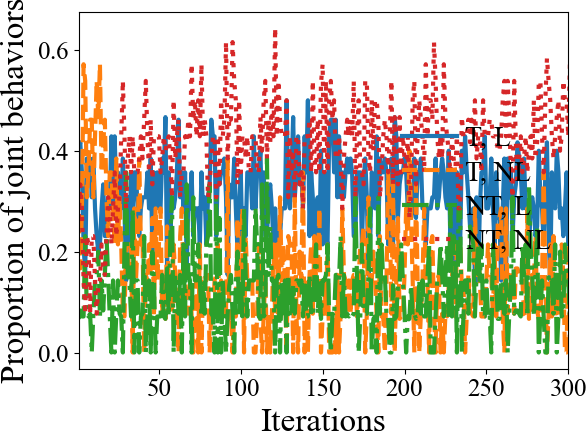 Proportion of joint behaviors
0.6
0.4
0.2
0.0
T, L
T, NL
NT, L
NT, NL
50
100
150
200
250
300
Iterations